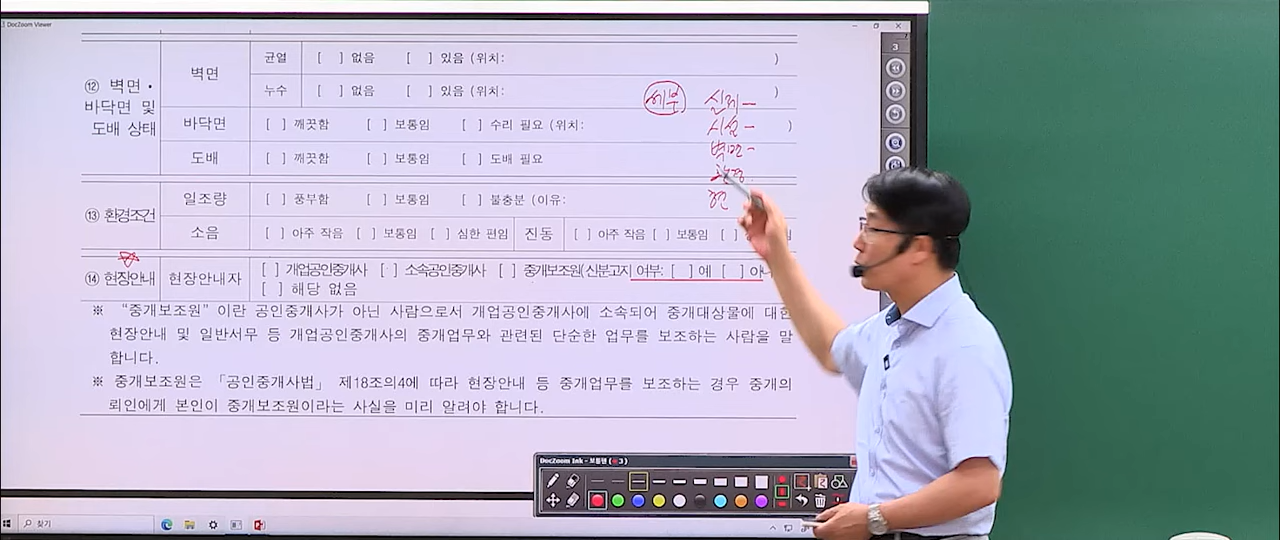 DocZoom Viewer
3
⑫ 벽면 · 바닥면 및 도배 상태
벽면
균열 [ ] 없음 [ ] 있음 (위치: )
누수 [ ] 없음 [ ] 있음 (위치: )
바닥면 [ ] 깨끗함 [ ] 보통임 [ ] 수리 필요 (위치: )
도배 [ ] 깨끗함 [ ] 보통임 [ ] 도배 필요
세부
실제 -
시설 -
벽면 -
환경
현
⑬ 환경조건
일조량 [ ] 풍부함 [ ] 보통임 [ ] 불충분 (이유:
소음 [ ] 아주 작음 [ ] 보통임 [ ] 심한 편임 진동 [ ] 아주 작음 [ ] 보통임 [
⑭ 현장안내 현장안내자 [ ] 개업공인중개사 [ ] 소속공인중개사 [ ] 중개보조원(신분고지 여부: [ ] 예 [ ] 아
[ ] 해당 없음
※ "중개보조원" 이란 공인중개사가 아닌 사람으로서 개업공인중개사에 소속되어 중개대상물에 대한
현장안내 및 일반서무 등 개업공인중개사의 중개업무와 관련된 단순한 업무를 보조하는 사람을 말
합니다.
※ 중개보조원은 「공인중개사법」 제18조의4에 따라 현장안내 등 중개업무를 보조하는 경우 중개의
뢰인에게 본인이 중개보조원이라는 사실을 미리 알려야 합니다.
DocZoom Ink - 보통펜 ( 3)
찾기